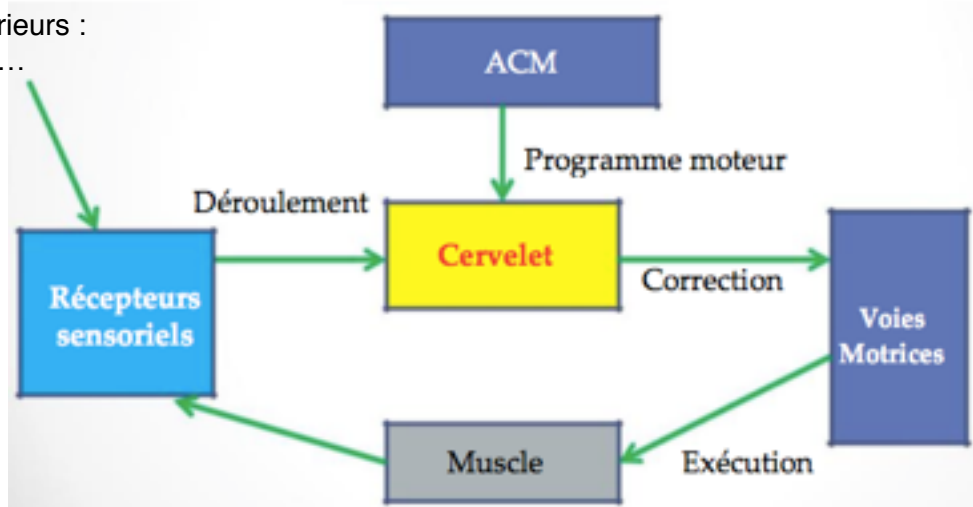 rieurs :
...
ACM
Programme moteur
Déroulement
Cervelet
Correction
Récepteurs
sensoriels
Voies
Motrices
Muscle
Exécution